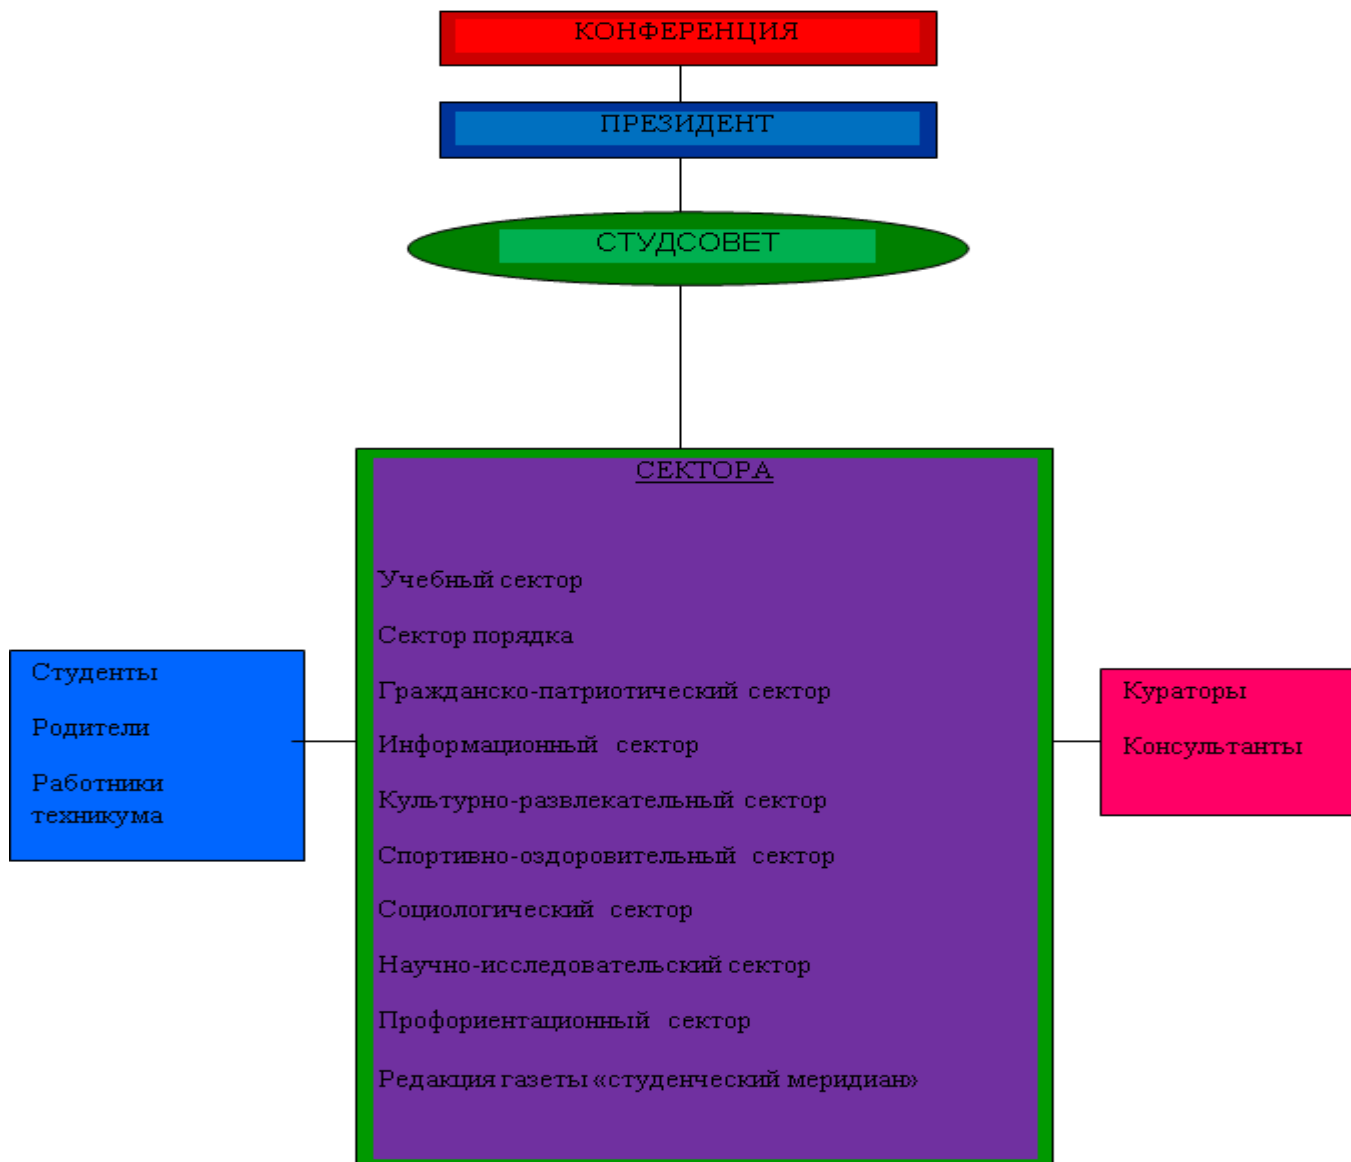 КОНФЕРЕНЦИЯ
ПРЕЗИДЕНТ
СТУДСОВЕТ
СЕКТОРА
Учебный сектор
Сектор порядка
Гражданско-патриотический сектор
Информационный сектор
Культурно-развлекательный сектор
Спортивно-оздоровительный сектор
Социологический сектор
Научно-исследовательский сектор
Профориентационный сектор
Редакция газеты «студенческий меридиан»
Студенты
Родители
Работники
техникума
Кураторы
Консультанты